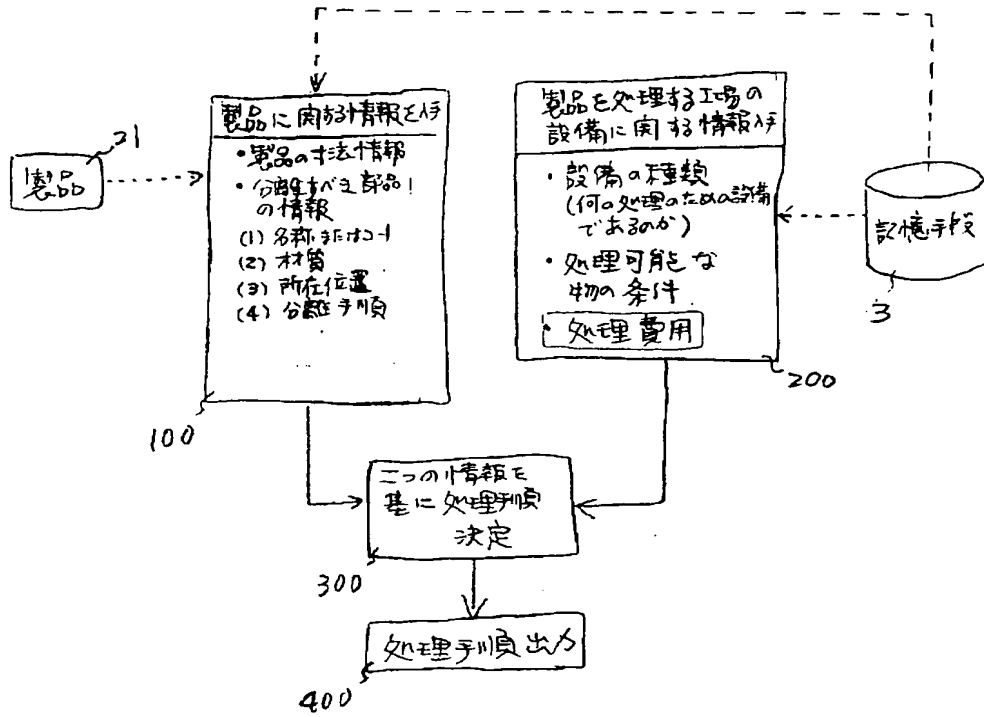 21
製品
製品に関する情報を入手
・製品の寸法情報
・分離すべき部品
の情報
(1) 名称またはコード
(2) 材質
(3) 所在位置
(4) 分離手順
100
製品を処理する工場の
設備に関する情報入手
・設備の種類
(何の処理のための設備
であるのか)
・処理可能な
物の条件
・処理費用
200
記憶手段
3
二つの情報を
基に処理手順
決定
300
処理手順出力
400